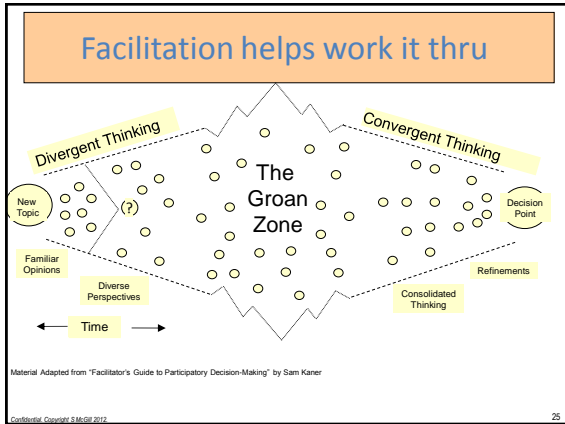 Facilitation helps work it thru
Divergent Thinking
Convergent Thinking
New
Topic
(?)
The
Groan
Zone
Decision
Point
Familiar
Opinions
Diverse
Perspectives
Refinements
Consolidated
Thinking
Time
Material Adapted from “Facilitator’s Guide to Participatory Decision-Making” by Sam Kaner
Confidential. Copyright S McGill 2012.
25